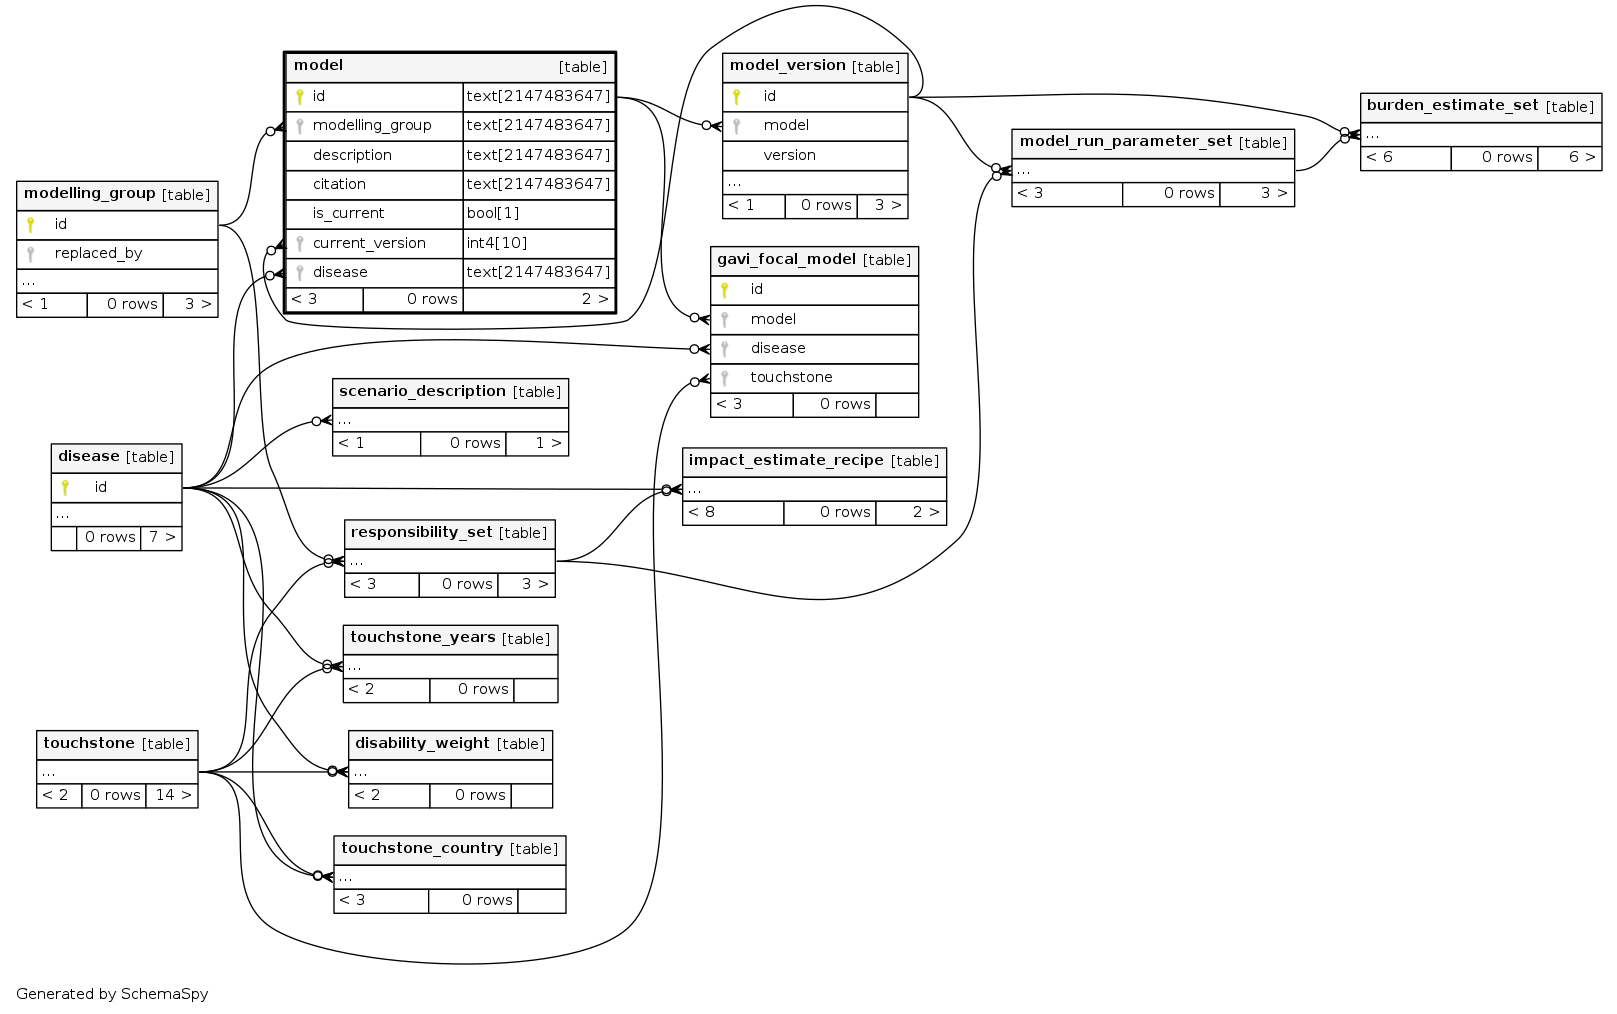 model [table]
id text[2147483647]
modelling_group text[2147483647]
description text[2147483647]
citation text[2147483647]
is_current bool[1]
current_version int4[10]
disease text[2147483647]
< 3 0 rows 2 >
model_version [table]
id
model
version
...
< 1 0 rows 3 >
burden_estimate_set [table]
...
< 6 0 rows 6 >
model_run_parameter_set [table]
...
< 3 0 rows 3 >
modelling_group [table]
id
replaced_by
...
< 1 0 rows 3 >
gavi_focal_model [table]
id
model
disease
touchstone
< 3 0 rows
scenario_description [table]
...
< 1 0 rows 1 >
disease [table]
id
...
0 rows 7 >
impact_estimate_recipe [table]
...
< 8 0 rows 2 >
responsibility_set [table]
...
< 3 0 rows 3 >
touchstone_years [table]
...
< 2 0 rows
touchstone [table]
...
< 2 0 rows 14 >
disability_weight [table]
...
< 2 0 rows
touchstone_country [table]
...
< 3 0 rows
Generated by SchemaSpy